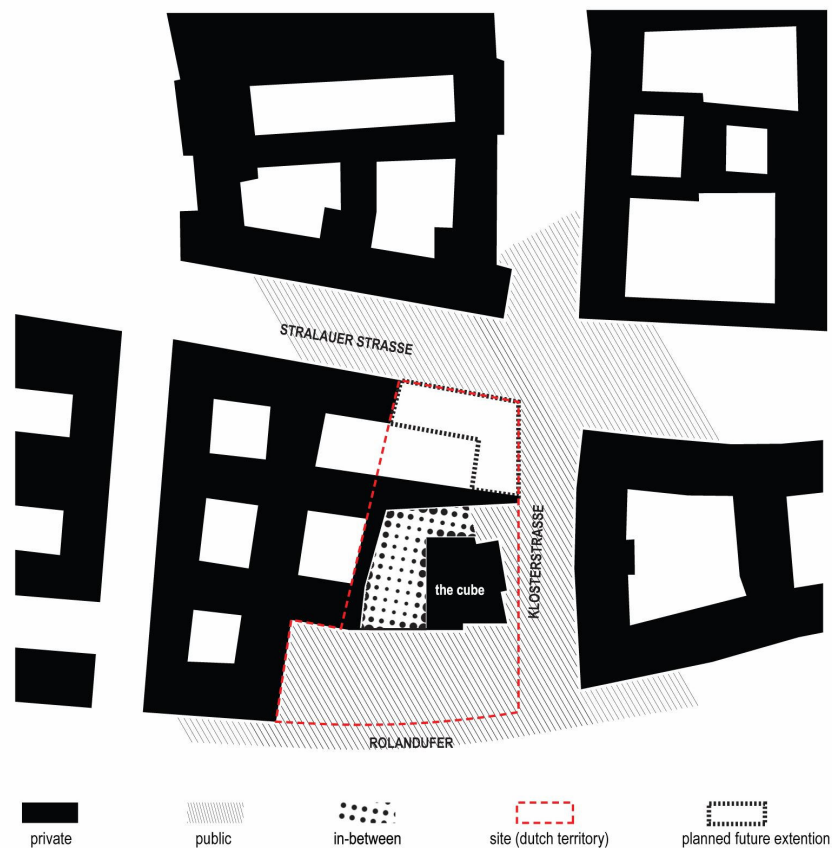 STRALAUER STRASSE
KLOSTERSTRASSE
the cube
ROLANDUFER
private
public
in-between
site (dutch territory)
planned future extention